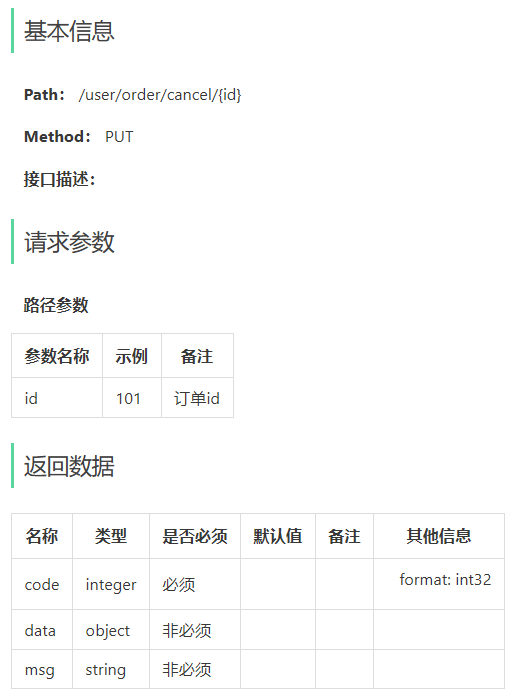 基本信息
Path： /user/order/cancel/{id}
Method： PUT
接口描述：
请求参数
路径参数
参数名称 示例 备注
id 101 订单id
返回数据
名称 类型 是否必须 默认值 备注 其他信息
code integer 必须 format: int32
data object 非必须
msg string 非必须